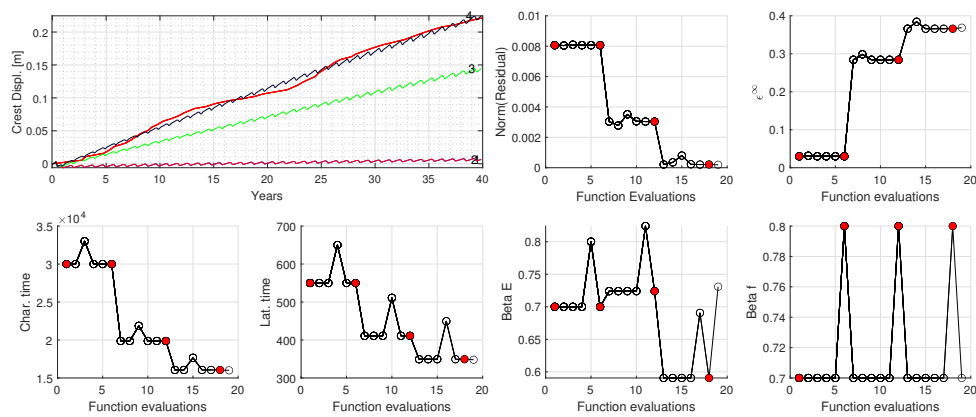 Crest Displ. [m]
0.2
0.15
0.1
0.05
0
4
3
0 5 10 15 20 25 30 35 40
Years
Norm(Residual)
0.01
0.008
0.006
0.004
0.002
0
0 5 10 15 20
Function Evaluations
ϵ∞
0.4
0.3
0.2
0.1
0
0 5 10 15 20
Function evaluations
Char. time
×10⁴
3.5
3
2.5
2
1.5
0 5 10 15 20
Function evaluations
Lat. time
700
600
500
400
300
0 5 10 15 20
Function evaluations
Beta E
0.8
0.75
0.7
0.65
0.6
0 5 10 15 20
Function evaluations
Beta f
0.8
0.78
0.76
0.74
0.72
0.7
0 5 10 15 20
Function evaluations